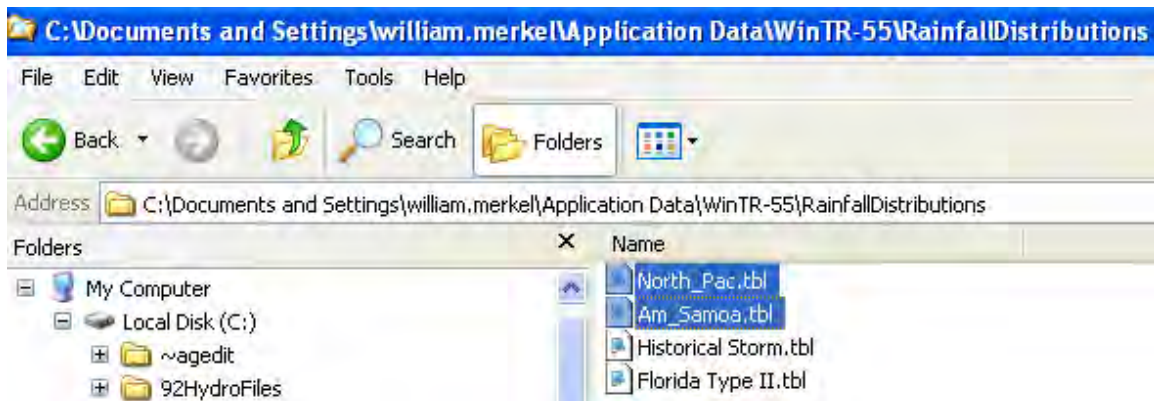 C:\Documents and Settings\william.merkel\Application Data\WinTR-55\RainfallDistributions
File Edit View Favorites Tools Help
Back Search Folders
Address C:\Documents and Settings\william.merkel\Application Data\WinTR-55\RainfallDistributions
Folders Name
My Computer North_Pac.tbl
Local Disk (C:) Am_Samoa.tbl
~agedit Historical Storm.tbl
92HydroFiles Florida Type II.tbl